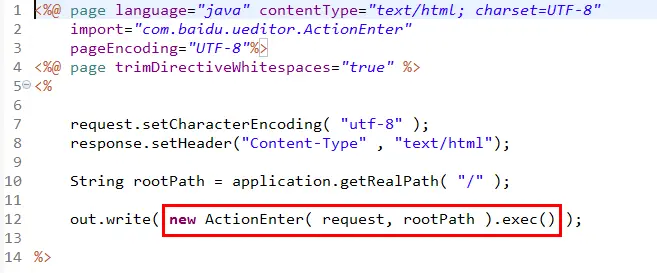 1 <%@ page language="java" contentType="text/html; charset=UTF-8"
2 import="com.baidu.ueditor.ActionEnter"
3 pageEncoding="UTF-8"%>
4 <%@ page trimDirectiveWhitespaces="true" %>
5 <%
6
7 request.setCharacterEncoding( "utf-8" );
8 response.setHeader("Content-Type" , "text/html");
9
10 String rootPath = application.getRealPath( "/" );
11
12 out.write( new ActionEnter( request, rootPath ).exec() );
13
14 %>